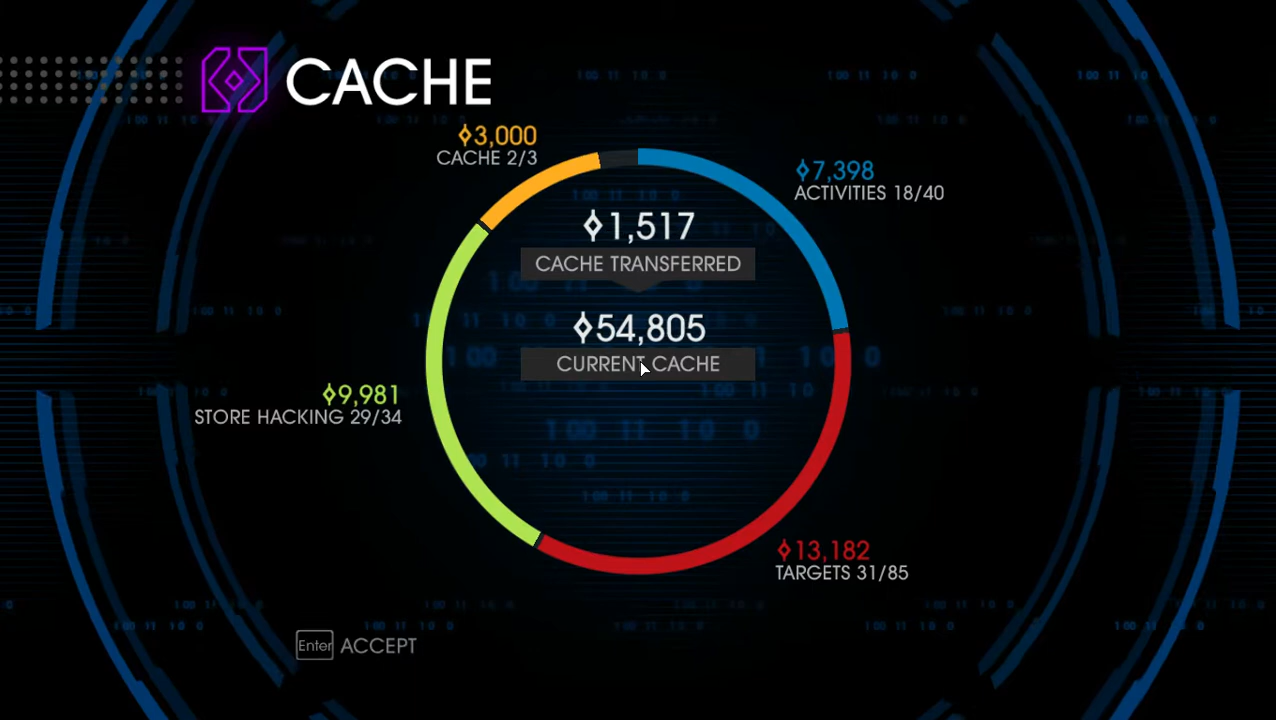 CACHE
3,000
CACHE 2/3
7,398
ACTIVITIES 18/40
1,517
CACHE TRANSFERRED
54,805
CURRENT CACHE
9,981
STORE HACKING 29/34
13,182
TARGETS 31/85
Enter ACCEPT